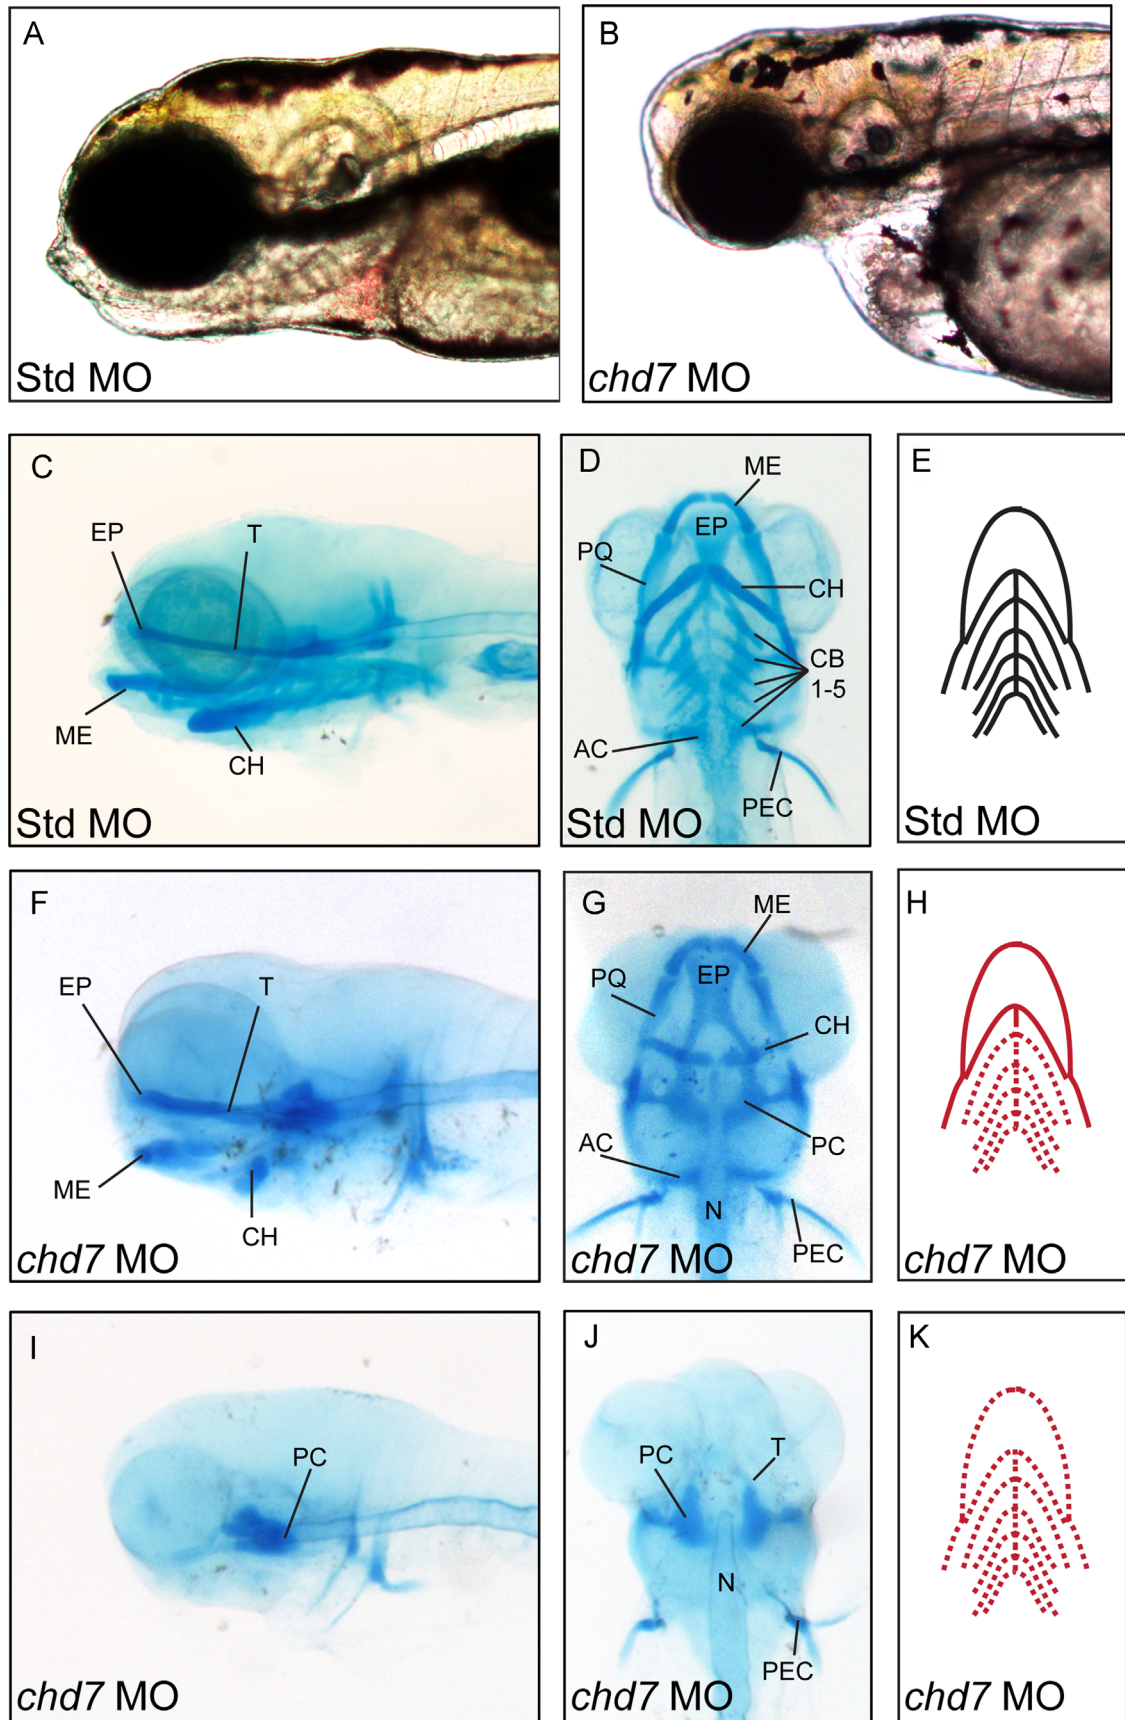 A
Std MO
B
chd7 MO
C
EP
T
ME
CH
Std MO
D
ME
EP
PQ
CH
CB
1-5
AC
PEC
Std MO
E
Std MO
F
EP
T
ME
CH
chd7 MO
G
ME
EP
PQ
CH
PC
AC
N
PEC
chd7 MO
H
chd7 MO
I
PC
chd7 MO
J
PC
T
N
PEC
chd7 MO
K
chd7 MO